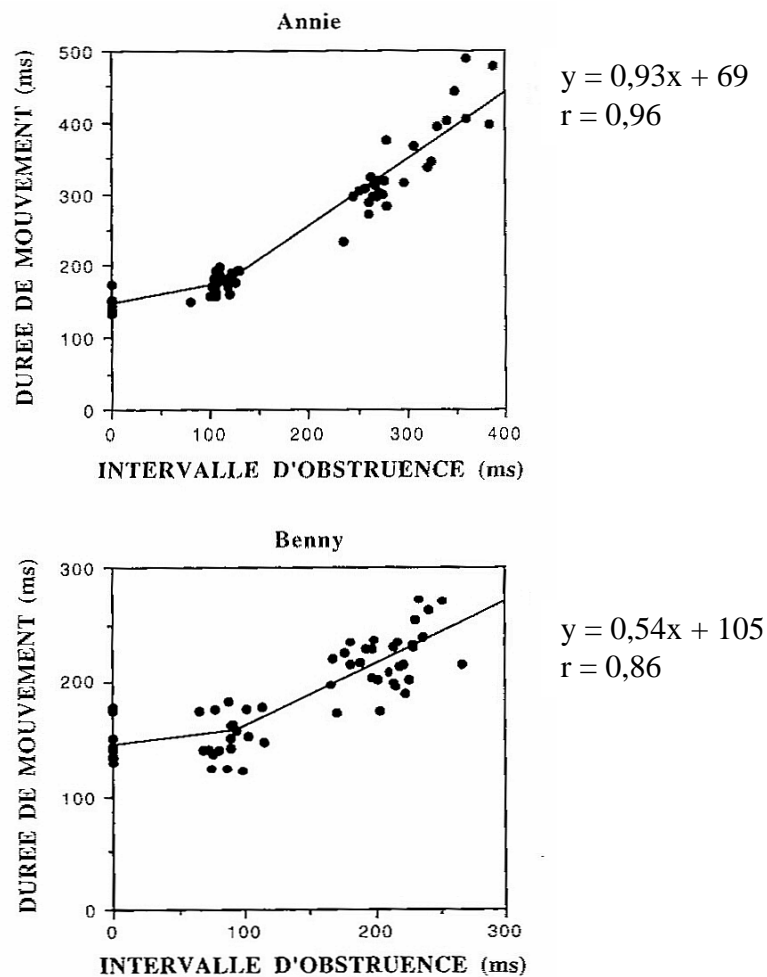 Annie
500
400
300
200
100
0
DUREE DE MOUVEMENT (ms)
0 100 200 300 400
INTERVALLE D'OBSTRUENCE (ms)
y = 0,93x + 69
r = 0,96
Benny
300
200
100
0
DUREE DE MOUVEMENT (ms)
0 100 200 300
INTERVALLE D'OBSTRUENCE (ms)
y = 0,54x + 105
r = 0,86